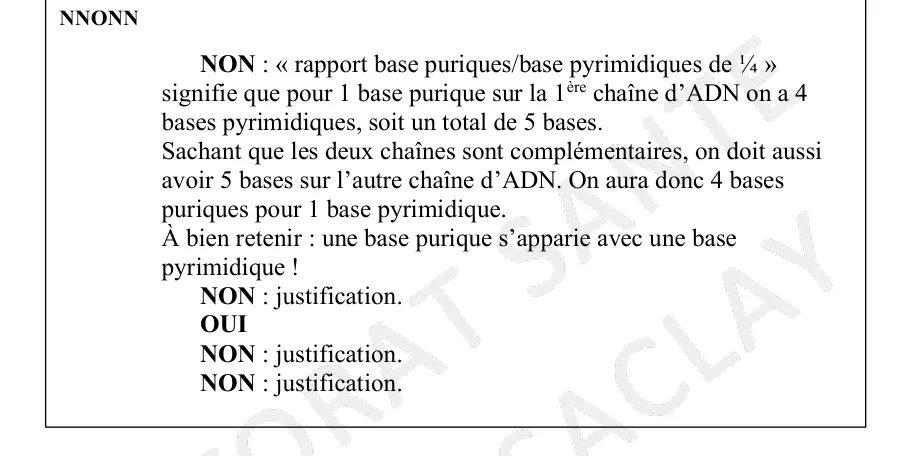 NNONN
NON : « rapport base puriques/base pyrimidiques de ¼ »
signifie que pour 1 base purique sur la 1ère chaîne d’ADN on a 4
bases pyrimidiques, soit un total de 5 bases.
Sachant que les deux chaînes sont complémentaires, on doit aussi
avoir 5 bases sur l’autre chaîne d’ADN. On aura donc 4 bases
puriques pour 1 base pyrimidique.
À bien retenir : une base purique s’apparie avec une base
pyrimidique !
NON : justification.
OUI
NON : justification.
NON : justification.
TORAT SANTE
SACLAY